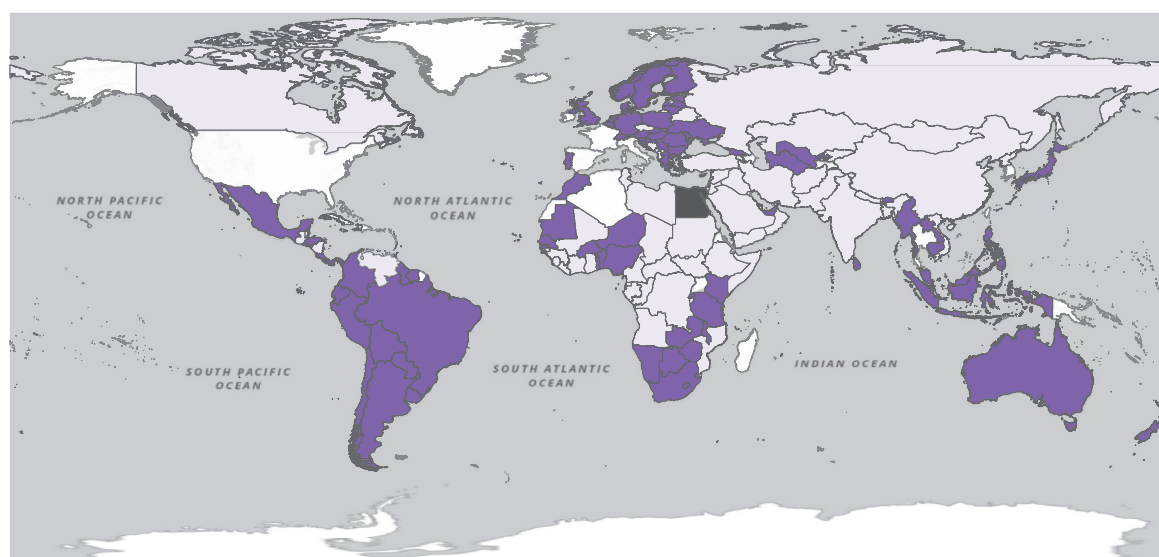 NORTH PACIFIC
OCEAN
NORTH ATLANTIC
OCEAN
SOUTH PACIFIC
OCEAN
SOUTH ATLANTIC
OCEAN
INDIAN OCEAN